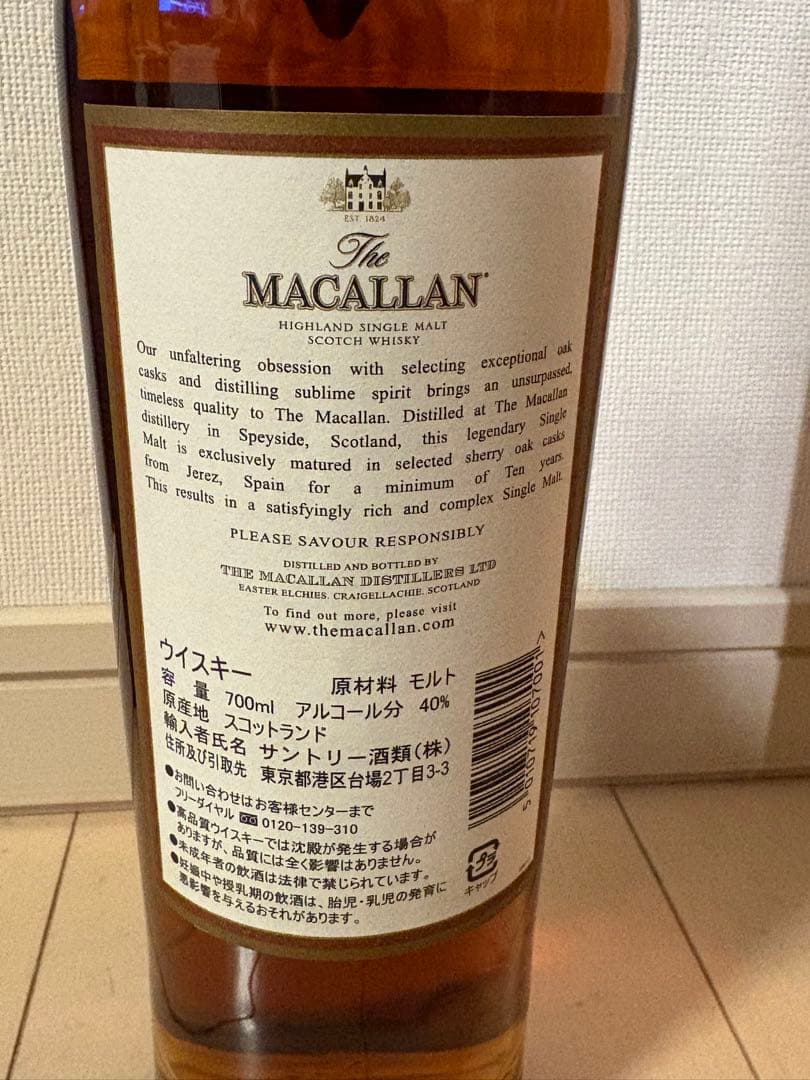 EST. 1824
The
MACALLAN
HIGHLAND SINGLE MALT
SCOTCH WHISKY
Our unfaltering obsession with selecting exceptional oak
casks and distilling sublime spirit brings an unsurpassed,
timeless quality to The Macallan. Distilled at The Macallan
distillery in Speyside, Scotland, this legendary Single
Malt is exclusively matured in selected sherry oak casks
from Jerez, Spain for a minimum of Ten years.
This results in a satisfyingly rich and complex Single Malt.
PLEASE SAVOUR RESPONSIBLY
DISTILLED AND BOTTLED BY
THE MACALLAN DISTILLERS LTD
EASTER ELCHIES, CRAIGELLACHIE, SCOTLAND
To find out more, please visit
www.themacallan.com
ウイスキー 原材料 モルト
容量 700ml アルコール分 40%
原産地 スコットランド
輸入者氏名 サントリー酒類(株)
住所及び引取先 東京都港区台場2丁目3-3
●お問い合わせはお客様センターまで
フリーダイヤル 0120-139-310
●高品質ウイスキーでは沈殿が発生する場合が
ありますが、品質には全く影響はありません。
●未成年者の飲酒は法律で禁じられています。
●妊娠中や授乳期の飲酒は、胎児・乳児の発育に
悪影響を与えるおそれがあります。
5 010719 107001 >
プラ
キャップ